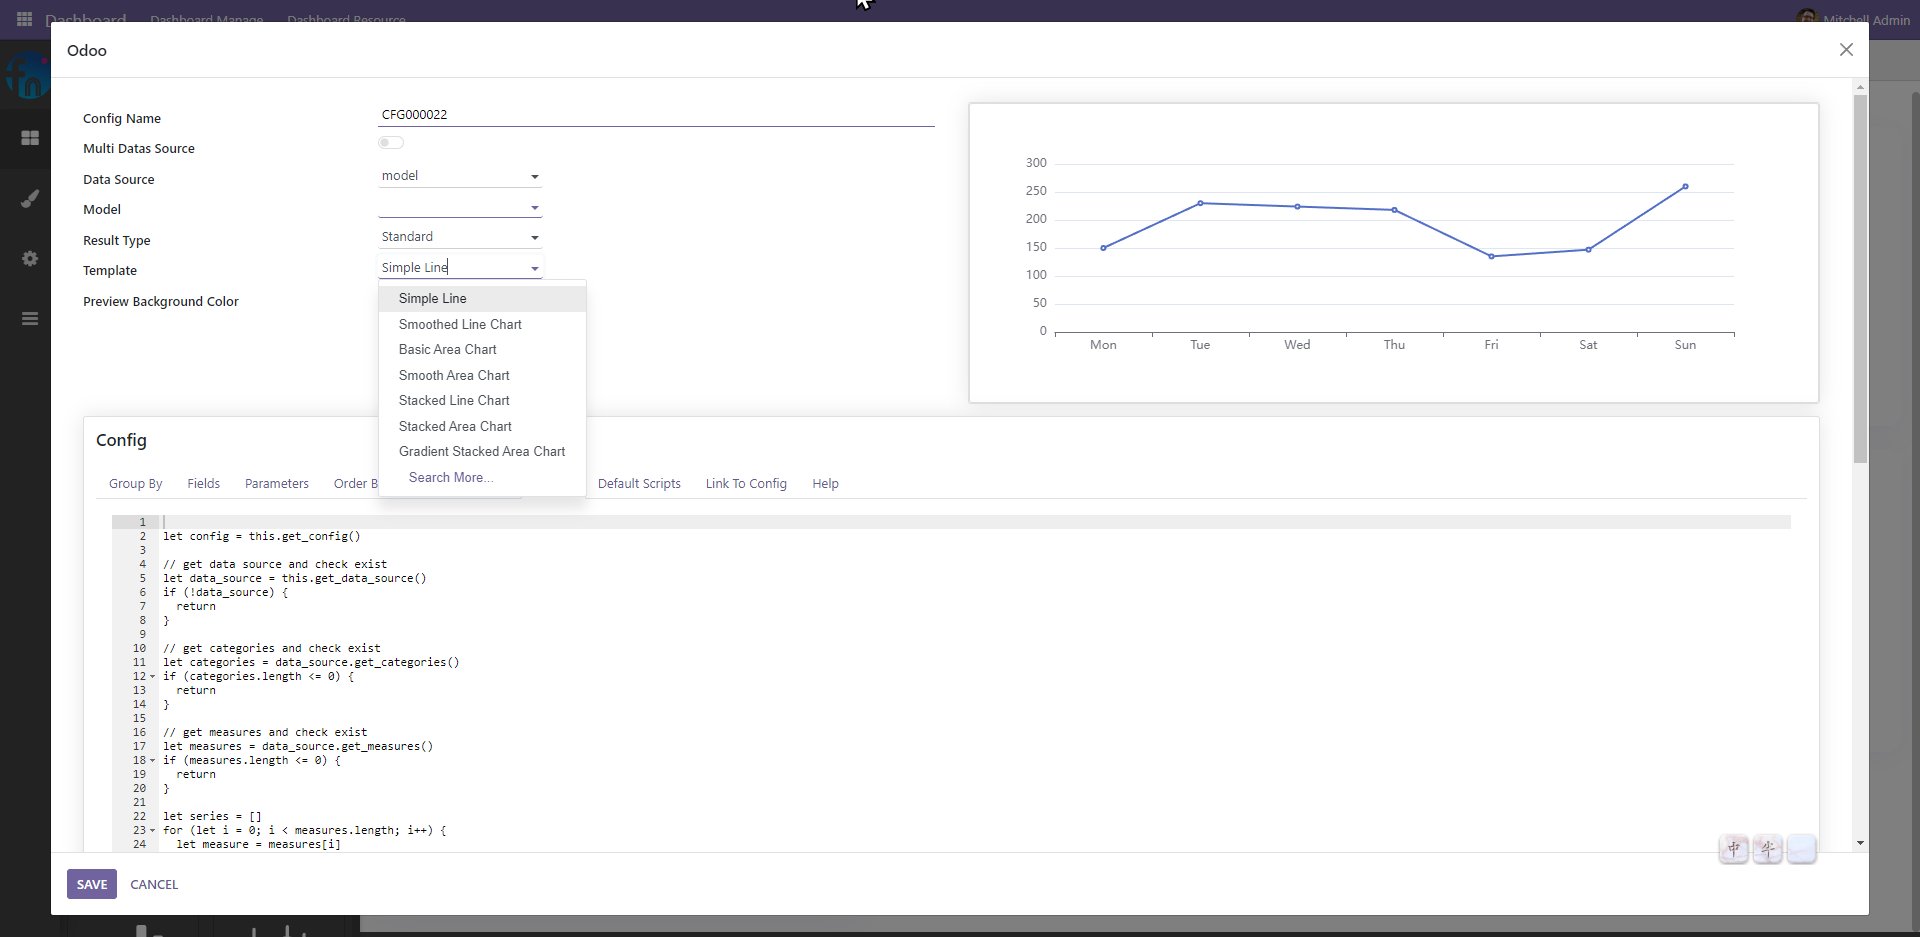 Dashboard Dashboard Manage Dashboard Resource Mitchell Admin
Odoo
Config Name CFG000022
Multi Datas Source
Data Source model
Model
Result Type Standard
Template Simple Line
Preview Background Color
Simple Line
Smoothed Line Chart
Basic Area Chart
Smooth Area Chart
Stacked Line Chart
Stacked Area Chart
Gradient Stacked Area Chart
Search More...
300
250
200
150
100
50
0
Mon Tue Wed Thu Fri Sat Sun
Config
Group By Fields Parameters Order B Default Scripts Link To Config Help
1
2 let config = this.get_config()
3
4 // get data source and check exist
5 let data_source = this.get_data_source()
6 if (!data_source) {
7 return
8 }
9
10 // get categories and check exist
11 let categories = data_source.get_categories()
12 if (categories.length <= 0) {
13 return
14 }
15
16 // get measures and check exist
17 let measures = data_source.get_measures()
18 if (measures.length <= 0) {
19 return
20 }
21
22 let series = []
23 for (let i = 0; i < measures.length; i++) {
24 let measure = measures[i]
中
SAVE CANCEL